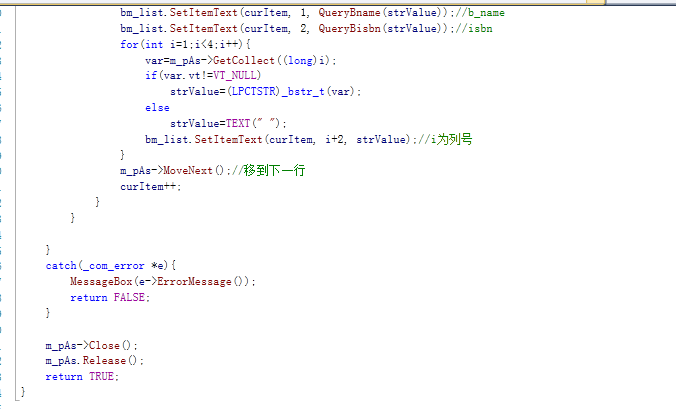 bm_list.SetItemText(curItem, 1, QueryBname(strValue));//b_name
bm_list.SetItemText(curItem, 2, QueryBisbn(strValue));//isbn
for(int i=1;i<4;i++){
var=m_pAs->GetCollect((long)i);
if(var.vt!=VT_NULL)
strValue=(LPCTSTR)_bstr_t(var);
else
strValue=TEXT(" ");
bm_list.SetItemText(curItem, i+2, strValue);//i为列号
}
m_pAs->MoveNext();//移到下一行
curItem++;
}
}
}
catch(_com_error *e){
MessageBox(e->ErrorMessage());
return FALSE;
}
m_pAs->Close();
m_pAs.Release();
return TRUE;
}